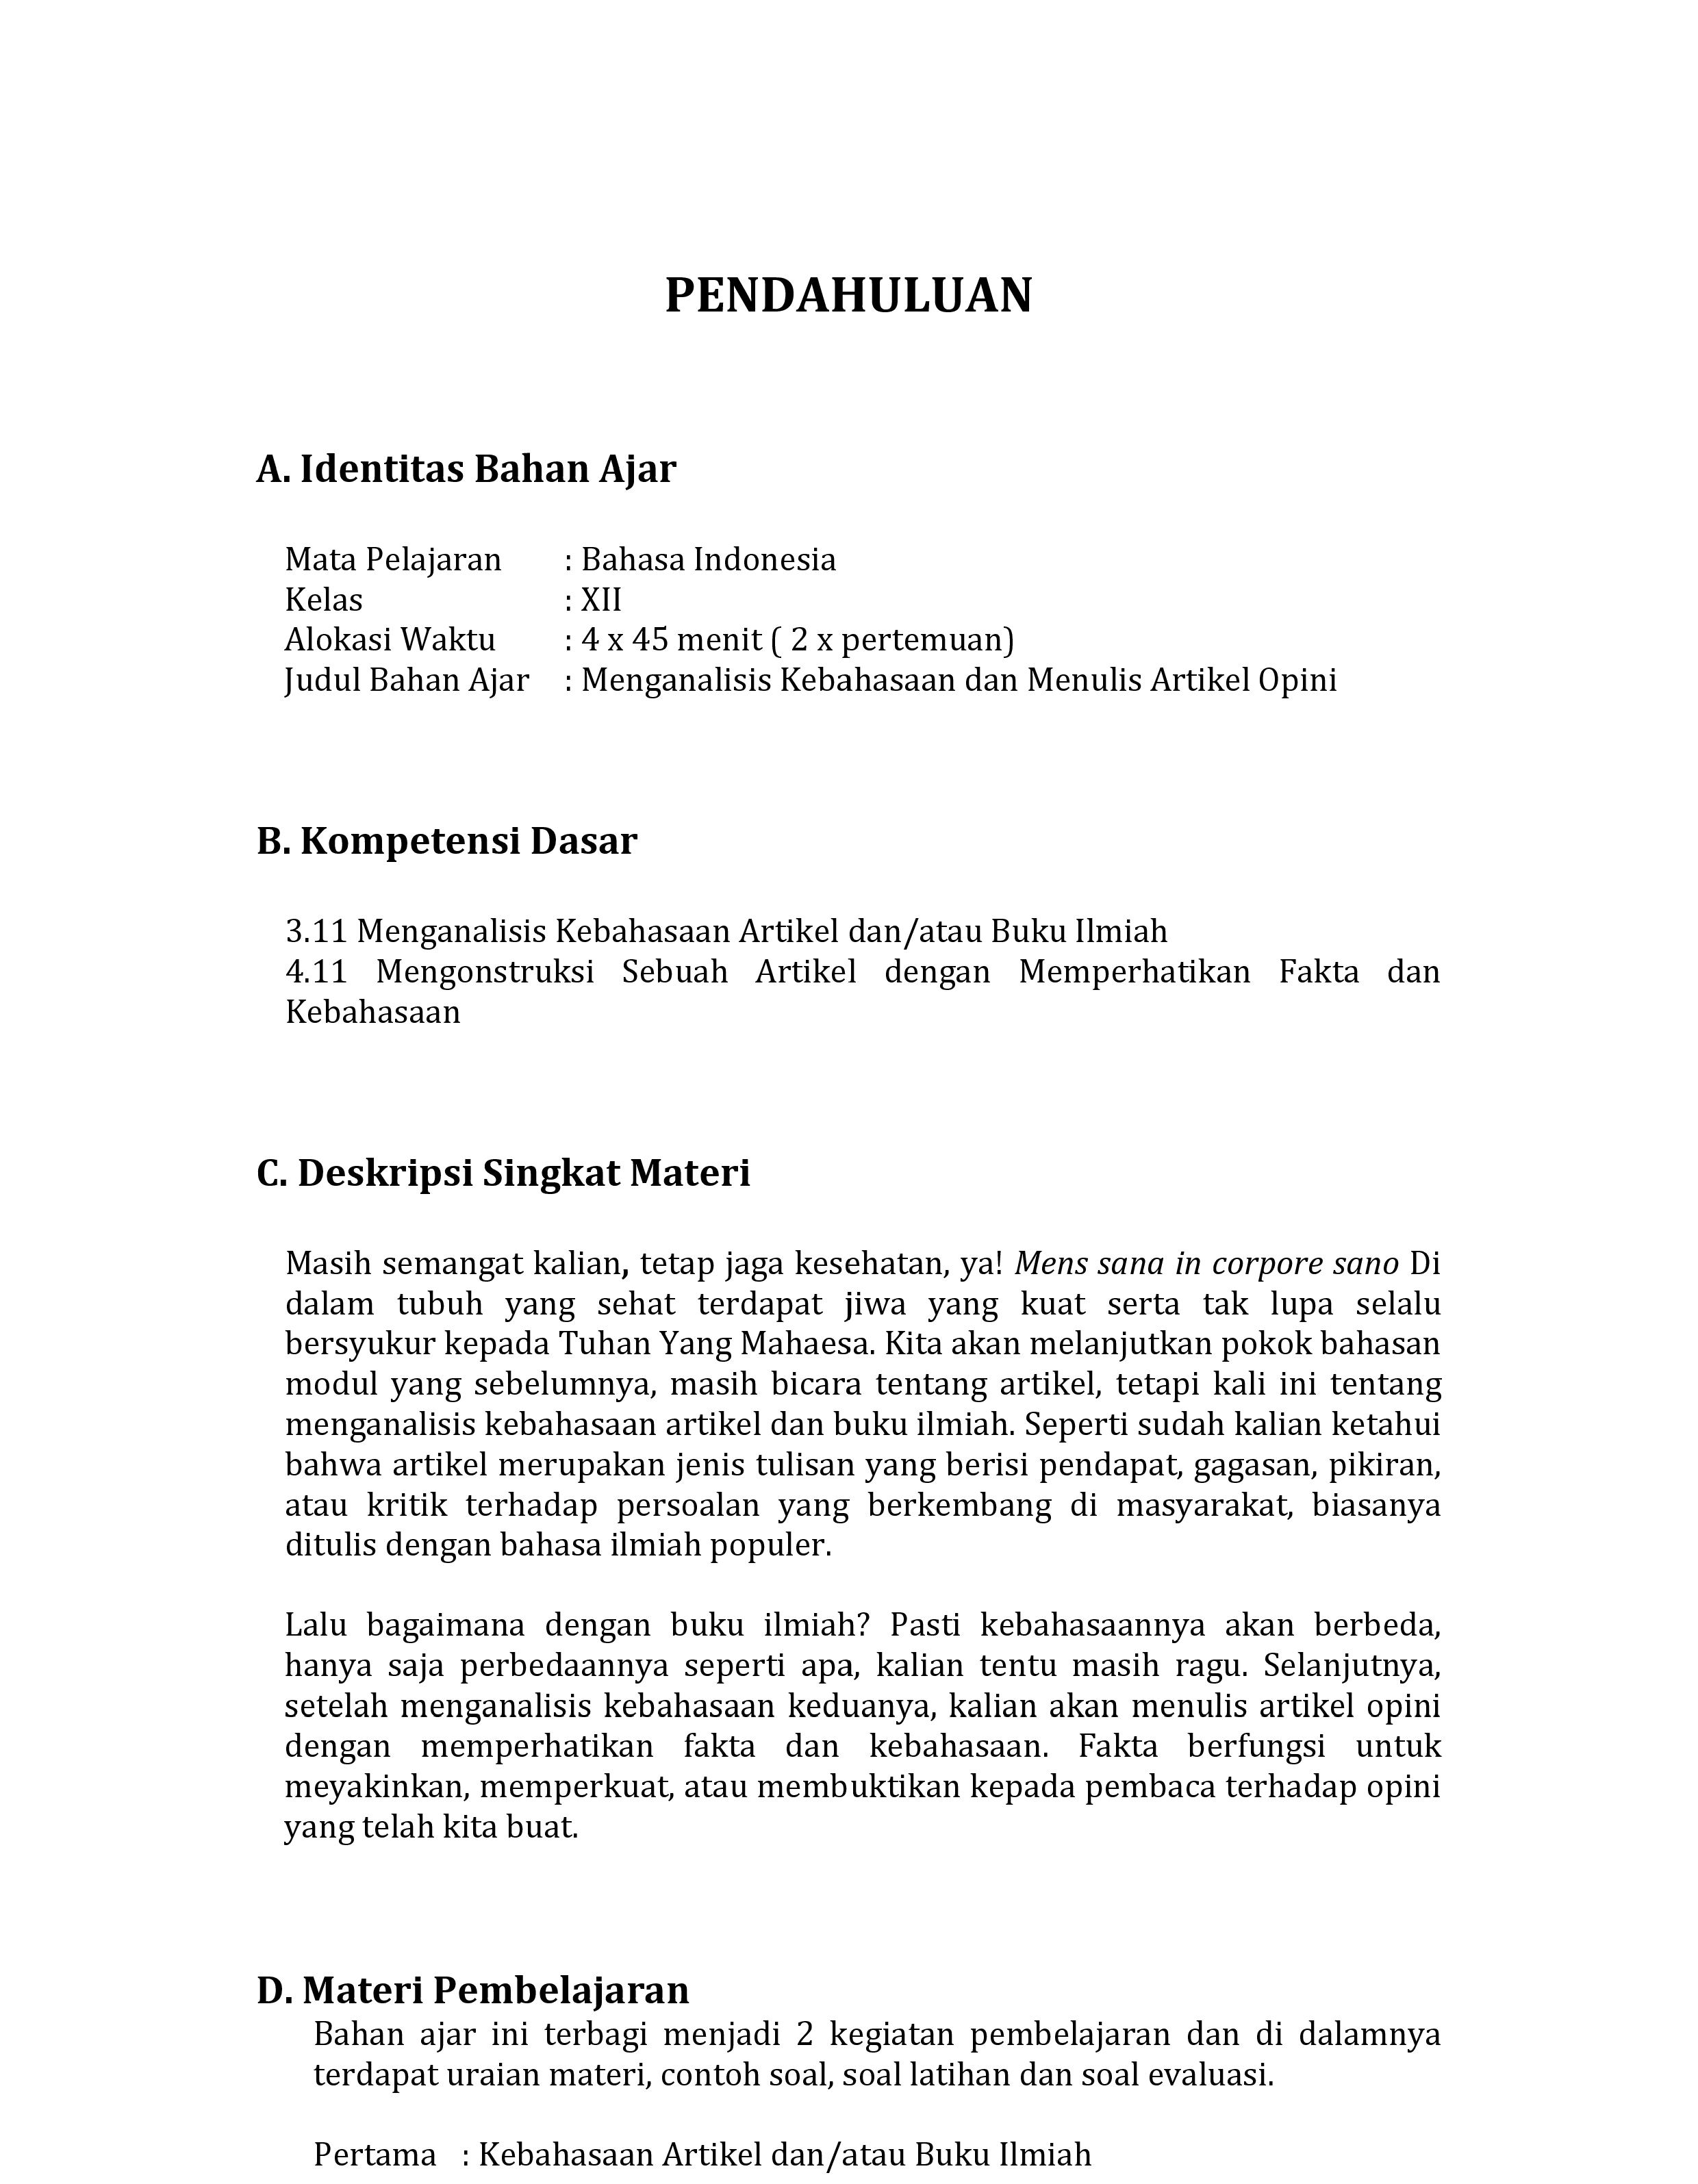 PENDAHULUAN
A. Identitas Bahan Ajar
Mata Pelajaran : Bahasa Indonesia
Kelas : XII
Alokasi Waktu : 4 x 45 menit ( 2 x pertemuan)
Judul Bahan Ajar : Menganalisis Kebahasaan dan Menulis Artikel Opini
B. Kompetensi Dasar
3.11 Menganalisis Kebahasaan Artikel dan/atau Buku Ilmiah
4.11 Mengonstruksi Sebuah Artikel dengan Memperhatikan Fakta dan
Kebahasaan
C. Deskripsi Singkat Materi
Masih semangat kalian, tetap jaga kesehatan, ya! Mens sana in corpore sano Di
dalam tubuh yang sehat terdapat jiwa yang kuat serta tak lupa selalu
bersyukur kepada Tuhan Yang Mahaesa. Kita akan melanjutkan pokok bahasan
modul yang sebelumnya, masih bicara tentang artikel, tetapi kali ini tentang
menganalisis kebahasaan artikel dan buku ilmiah. Seperti sudah kalian ketahui
bahwa artikel merupakan jenis tulisan yang berisi pendapat, gagasan, pikiran,
atau kritik terhadap persoalan yang berkembang di masyarakat, biasanya
ditulis dengan bahasa ilmiah populer.
Lalu bagaimana dengan buku ilmiah? Pasti kebahasaannya akan berbeda,
hanya saja perbedaannya seperti apa, kalian tentu masih ragu. Selanjutnya,
setelah menganalisis kebahasaan keduanya, kalian akan menulis artikel opini
dengan memperhatikan fakta dan kebahasaan. Fakta berfungsi untuk
meyakinkan, memperkuat, atau membuktikan kepada pembaca terhadap opini
yang telah kita buat.
D. Materi Pembelajaran
Bahan ajar ini terbagi menjadi 2 kegiatan pembelajaran dan di dalamnya
terdapat uraian materi, contoh soal, soal latihan dan soal evaluasi.
Pertama : Kebahasaan Artikel dan/atau Buku Ilmiah